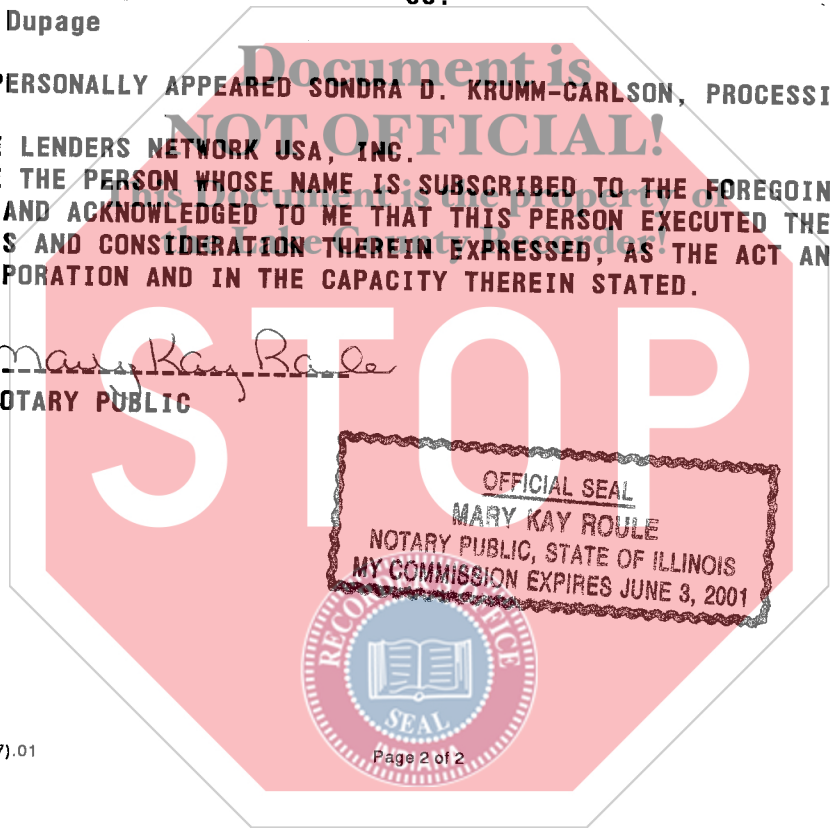 Dupage
Document is
PERSONALLY APPEARED SONDRA D. KRUMM-CARLSON, PROCESSI
NOT OFFICIAL!
LENDERS NETWORK USA, INC.
THE PERSON WHOSE NAME IS SUBSCRIBED TO THE FOREGOIN
This Document is the property of
AND ACKNOWLEDGED TO ME THAT THIS PERSON EXECUTED THE
the Lake County Recorder!
S AND CONSIDERATION THEREIN EXPRESSED, AS THE ACT AN
PORATION AND IN THE CAPACITY THEREIN STATED.
STOP
Mary Kay Roule
OTARY PUBLIC
OFFICIAL SEAL
MARY KAY ROULE
NOTARY PUBLIC, STATE OF ILLINOIS
MY COMMISSION EXPIRES JUNE 3, 2001
RECORDER'S OFFICE
SEAL
INDIANA
7).01
Page 2 of 2